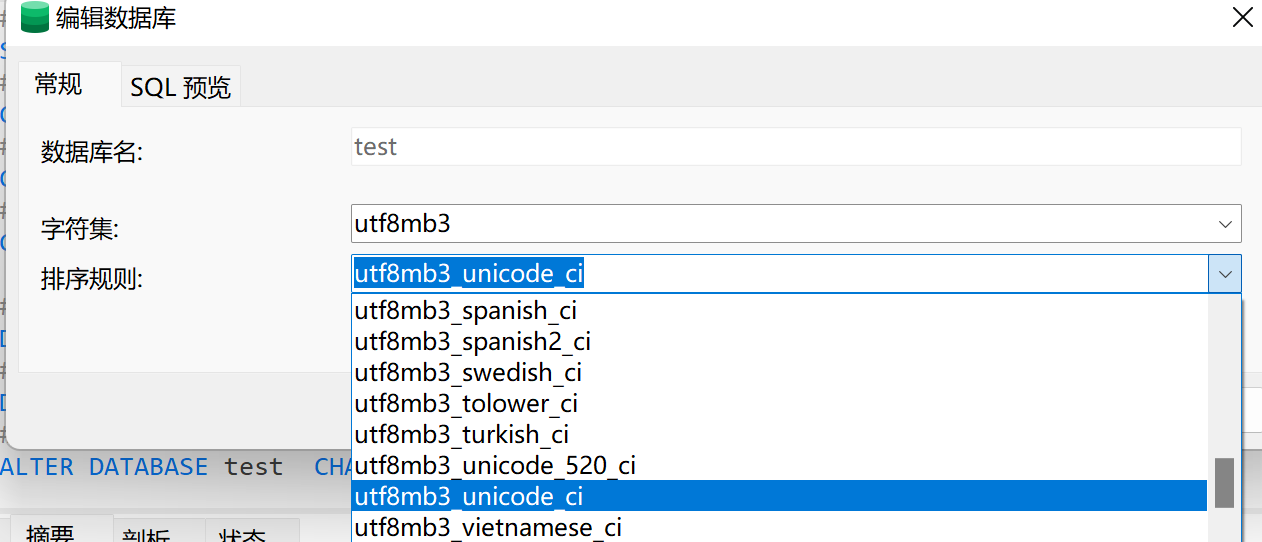 编辑数据库
常规
SQL 预览
数据库名:
test
字符集:
utf8mb3
排序规则:
utf8mb3_unicode_ci
utf8mb3_spanish_ci
utf8mb3_spanish2_ci
utf8mb3_swedish_ci
utf8mb3_tolower_ci
utf8mb3_turkish_ci
utf8mb3_unicode_520_ci
utf8mb3_unicode_ci
utf8mb3_vietnamese_ci
ALTER DATABASE test CHA
摘要 剖析 状态